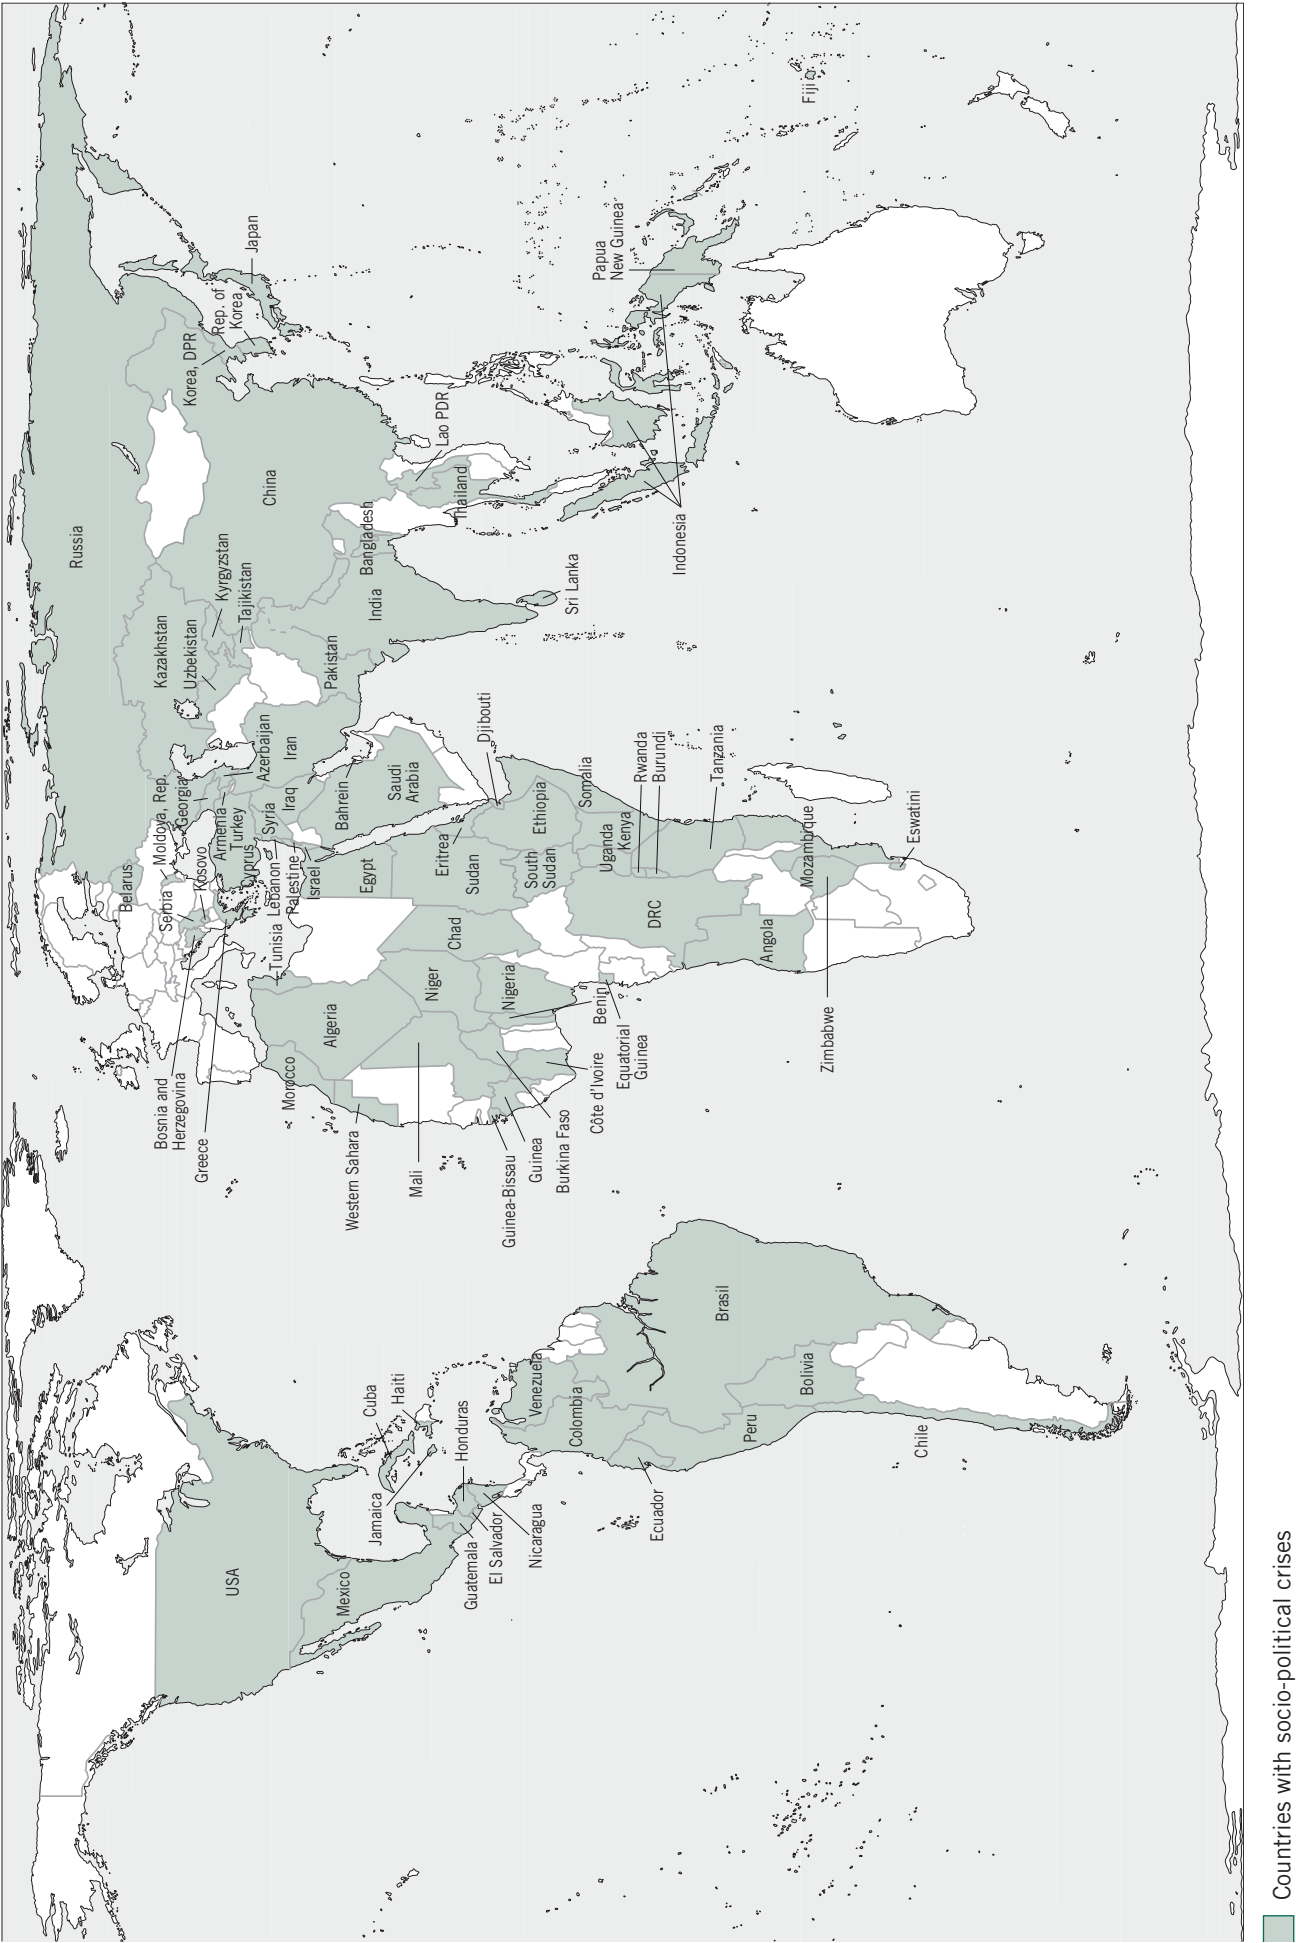 Russia
Japan
Rep. of
Korea
Korea, DPR
China
Kazakhstan
Kyrgyzstan
Uzbekistan
Tajikistan
Lao PDR
Thailand
Bangladesh
India
Pakistan
Sri Lanka
Indonesia
Papua
New Guinea
Fiji
Moldova, Rep.
Georgia
Azerbaijan
Armenia
Turkey
Iran
Iraq
Syria
Cyprus
Lebanon
Palestine
Israel
Bahrein
Saudi
Arabia
Belarus
Serbia
Kosovo
Bosnia and
Herzegovina
Greece
Egypt
Eritrea
Sudan
South
Sudan
Djibouti
Ethiopia
Somalia
Uganda
Kenya
Rwanda
Burundi
Tanzania
Mozambique
Eswatini
DRC
Angola
Zimbabwe
Tunisia
Chad
Niger
Nigeria
Algeria
Morocco
Western Sahara
Mali
Guinea-Bissau
Guinea
Burkina Faso
Côte d'Ivoire
Equatorial
Guinea
Benin
USA
Mexico
Cuba
Haiti
Jamaica
Honduras
Guatemala
El Salvador
Nicaragua
Venezuela
Colombia
Ecuador
Peru
Brasil
Bolivia
Chile
Countries with socio-political crises